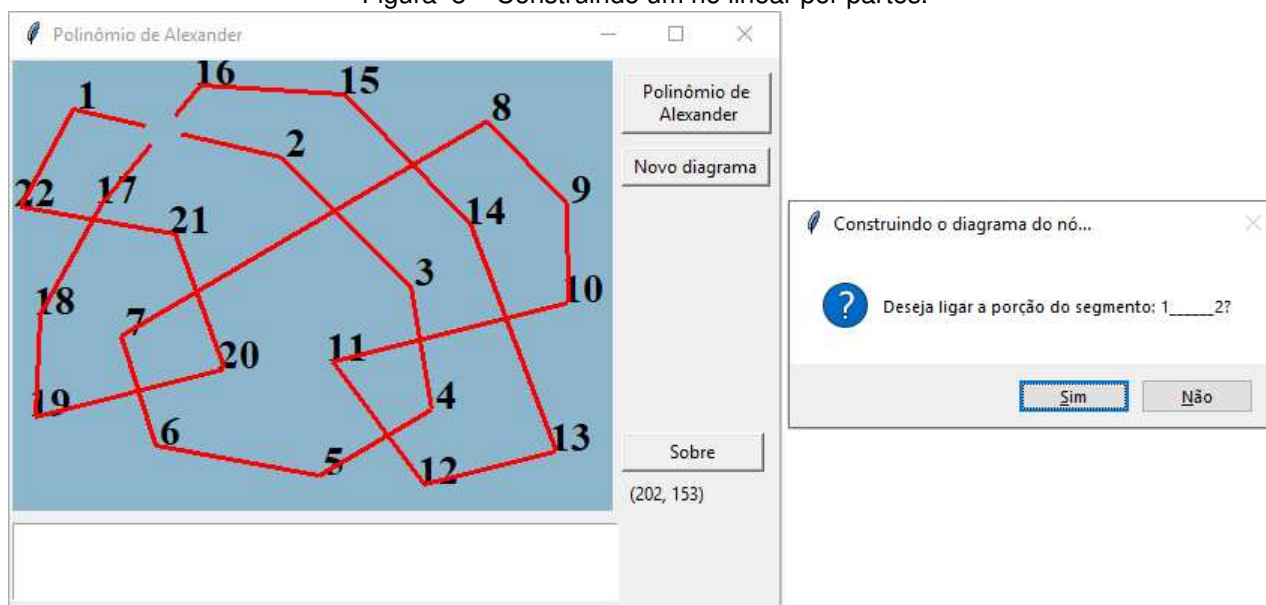 Figura 8 – Construindo um nó linear por partes.
Polinômio de Alexander
16
15
1
8
2
22
17
21
9
14
3
10
18
7
20
11
4
19
6
5
12
13
Polinômio de
Alexander
Novo diagrama
Sobre
(202, 153)
Construindo o diagrama do nó...
Deseja ligar a porção do segmento: 1______2?
Sim
Não